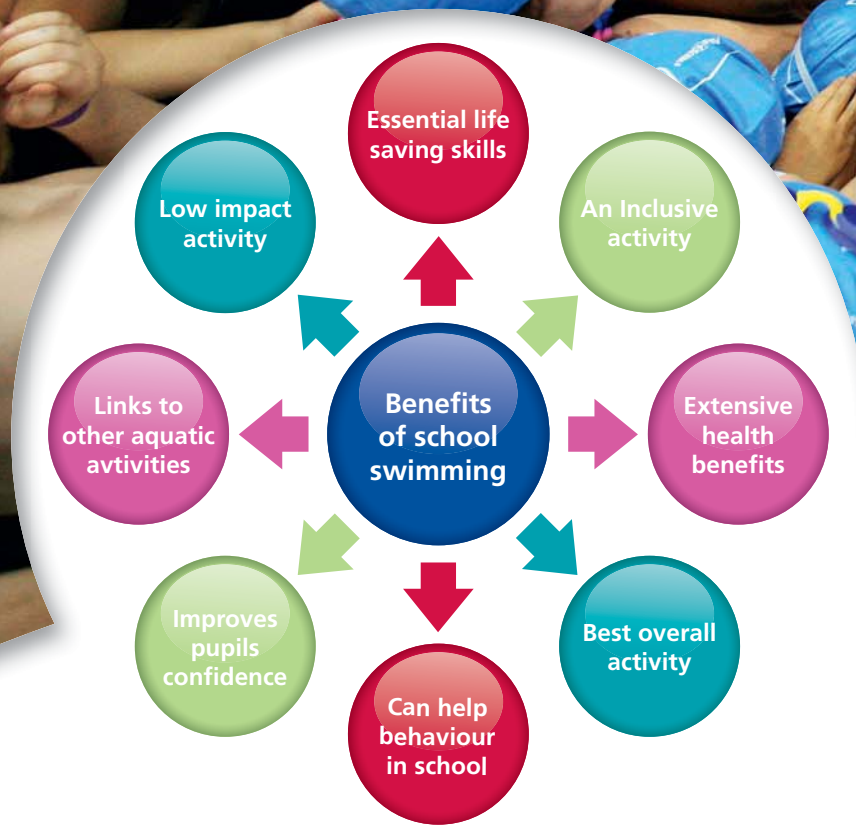 Essential life
saving skills
An Inclusive
activity
Extensive
health
benefits
Best overall
activity
Can help
behaviour
in school
Improves
pupils
confidence
Links to
other aquatic
avtivities
Low impact
activity
Benefits
of school
swimming